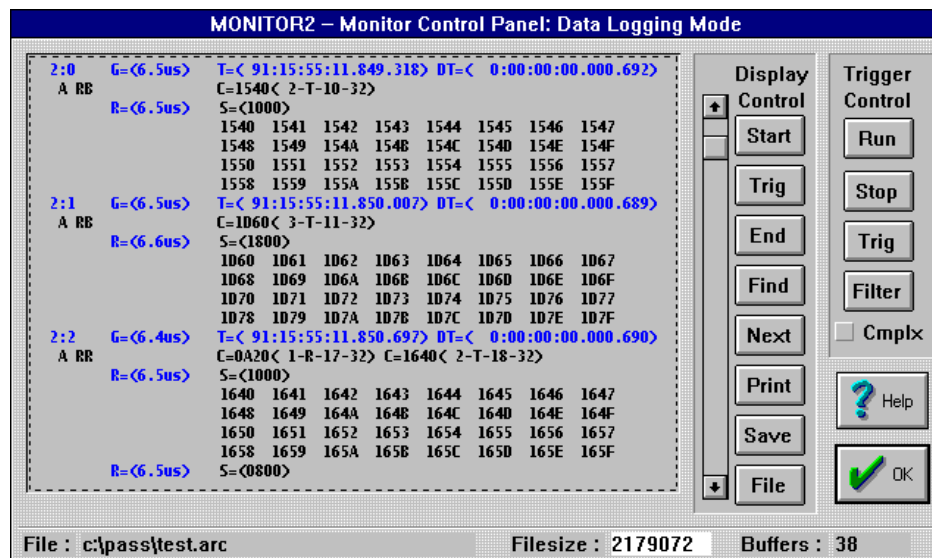 MONITOR2 – Monitor Control Panel: Data Logging Mode
2:0 G=(6.5us) T=( 91:15:55:11.849.318) DT=( 0:00:00:00.000.692)
A RB C=1540( 2-T-10-32)
R=(6.5us) S=(1000)
1540 1541 1542 1543 1544 1545 1546 1547
1548 1549 154A 154B 154C 154D 154E 154F
1550 1551 1552 1553 1554 1555 1556 1557
1558 1559 155A 155B 155C 155D 155E 155F
2:1 G=(6.5us) T=( 91:15:55:11.850.007) DT=( 0:00:00:00.000.689)
A RB C=1D60( 3-T-11-32)
R=(6.6us) S=(1800)
1D60 1D61 1D62 1D63 1D64 1D65 1D66 1D67
1D68 1D69 1D6A 1D6B 1D6C 1D6D 1D6E 1D6F
1D70 1D71 1D72 1D73 1D74 1D75 1D76 1D77
1D78 1D79 1D7A 1D7B 1D7C 1D7D 1D7E 1D7F
2:2 G=(6.4us) T=( 91:15:55:11.850.697) DT=( 0:00:00:00.000.690)
A RR C=0A20( 1-R-17-32) C=1640( 2-T-18-32)
R=(6.5us) S=(1000)
1640 1641 1642 1643 1644 1645 1646 1647
1648 1649 164A 164B 164C 164D 164E 164F
1650 1651 1652 1653 1654 1655 1656 1657
1658 1659 165A 165B 165C 165D 165E 165F
R=(6.5us) S=(0800)
Display
Control
Start
Trig
End
Find
Next
Print
Save
File
Trigger
Control
Run
Stop
Trig
Filter
Cmplx
Help
OK
File : c:\pass\test.arc Filesize : 2179072 Buffers : 38